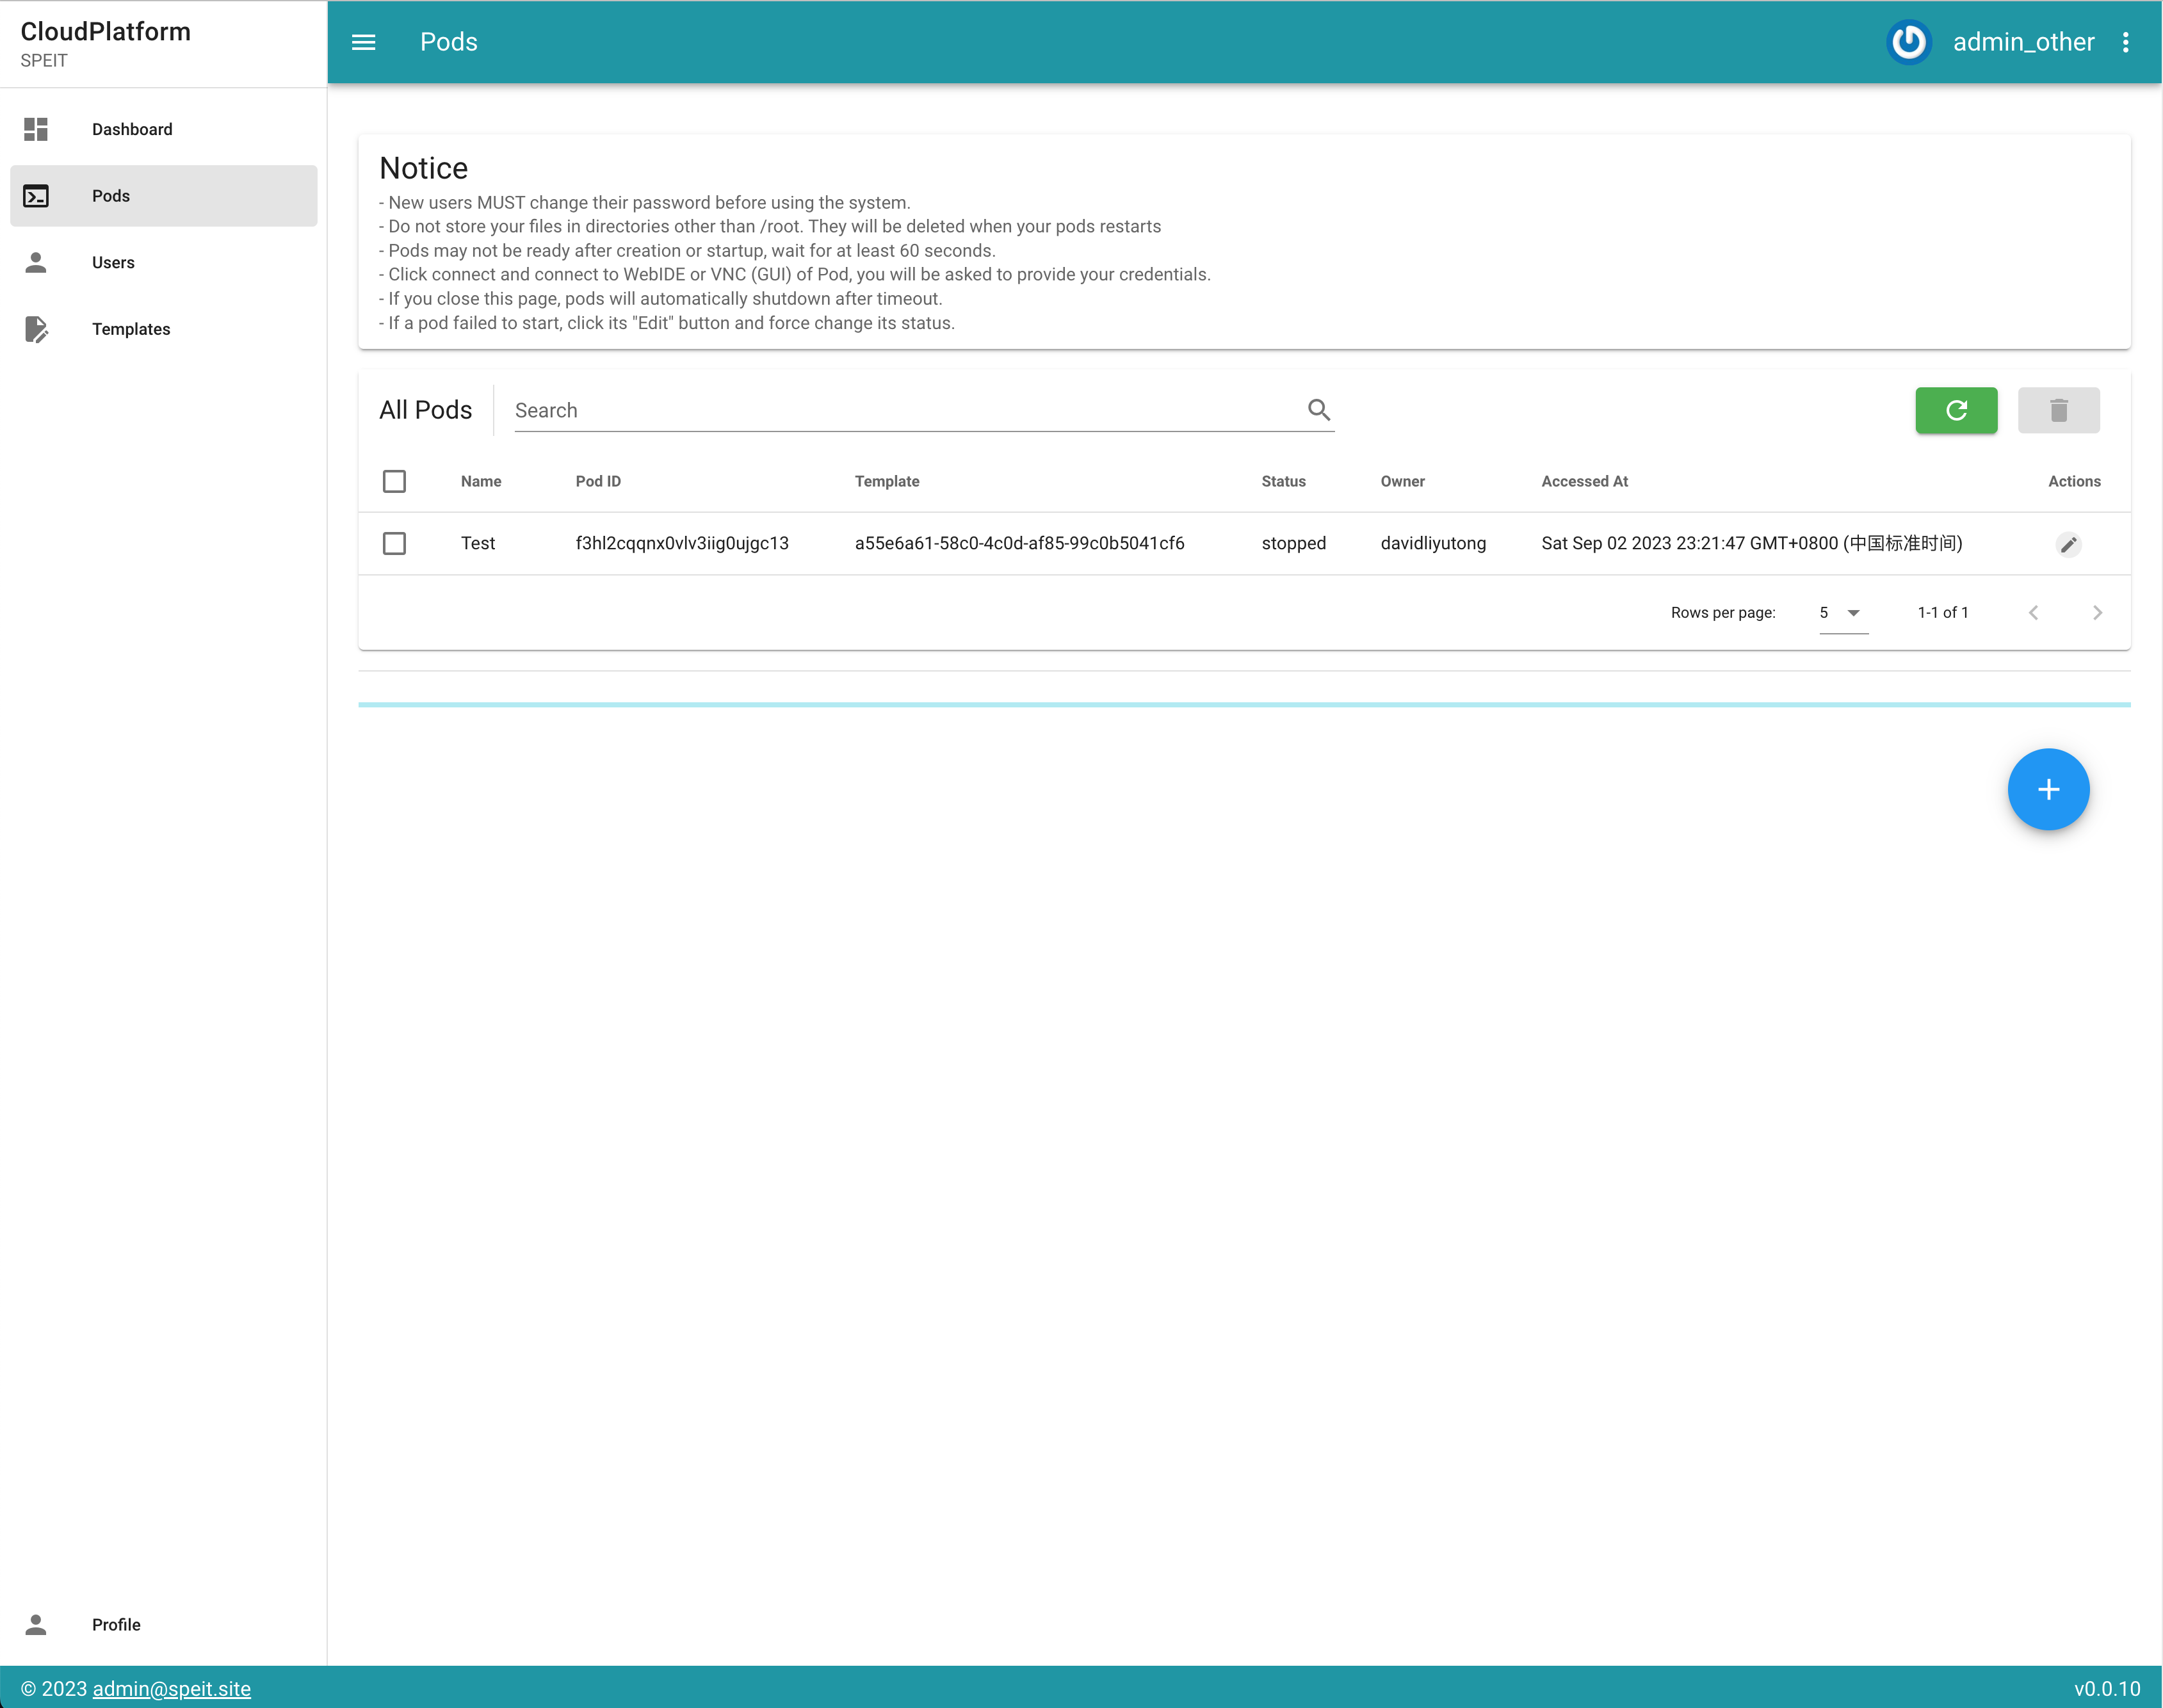 CloudPlatform
SPEIT
Pods
admin_other
Dashboard
Pods
Users
Templates
Notice
- New users MUST change their password before using the system.
- Do not store your files in directories other than /root. They will be deleted when your pods restarts
- Pods may not be ready after creation or startup, wait for at least 60 seconds.
- Click connect and connect to WebIDE or VNC (GUI) of Pod, you will be asked to provide your credentials.
- If you close this page, pods will automatically shutdown after timeout.
- If a pod failed to start, click its "Edit" button and force change its status.
All Pods Search
Name Pod ID Template Status Owner Accessed At Actions
Test f3hl2cqqnx0vlv3iig0ujgc13 a55e6a61-58c0-4c0d-af85-99c0b5041cf6 stopped davidliyutong Sat Sep 02 2023 23:21:47 GMT+0800 (中国标准时间)
Rows per page: 5 1-1 of 1
Profile
© 2023 admin@speit.site v0.0.10